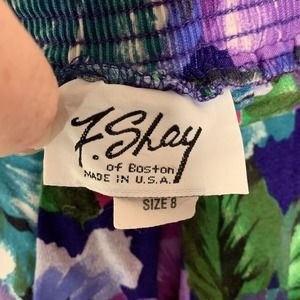 F. Shay
of Boston
MADE IN U.S.A.
SIZE 8